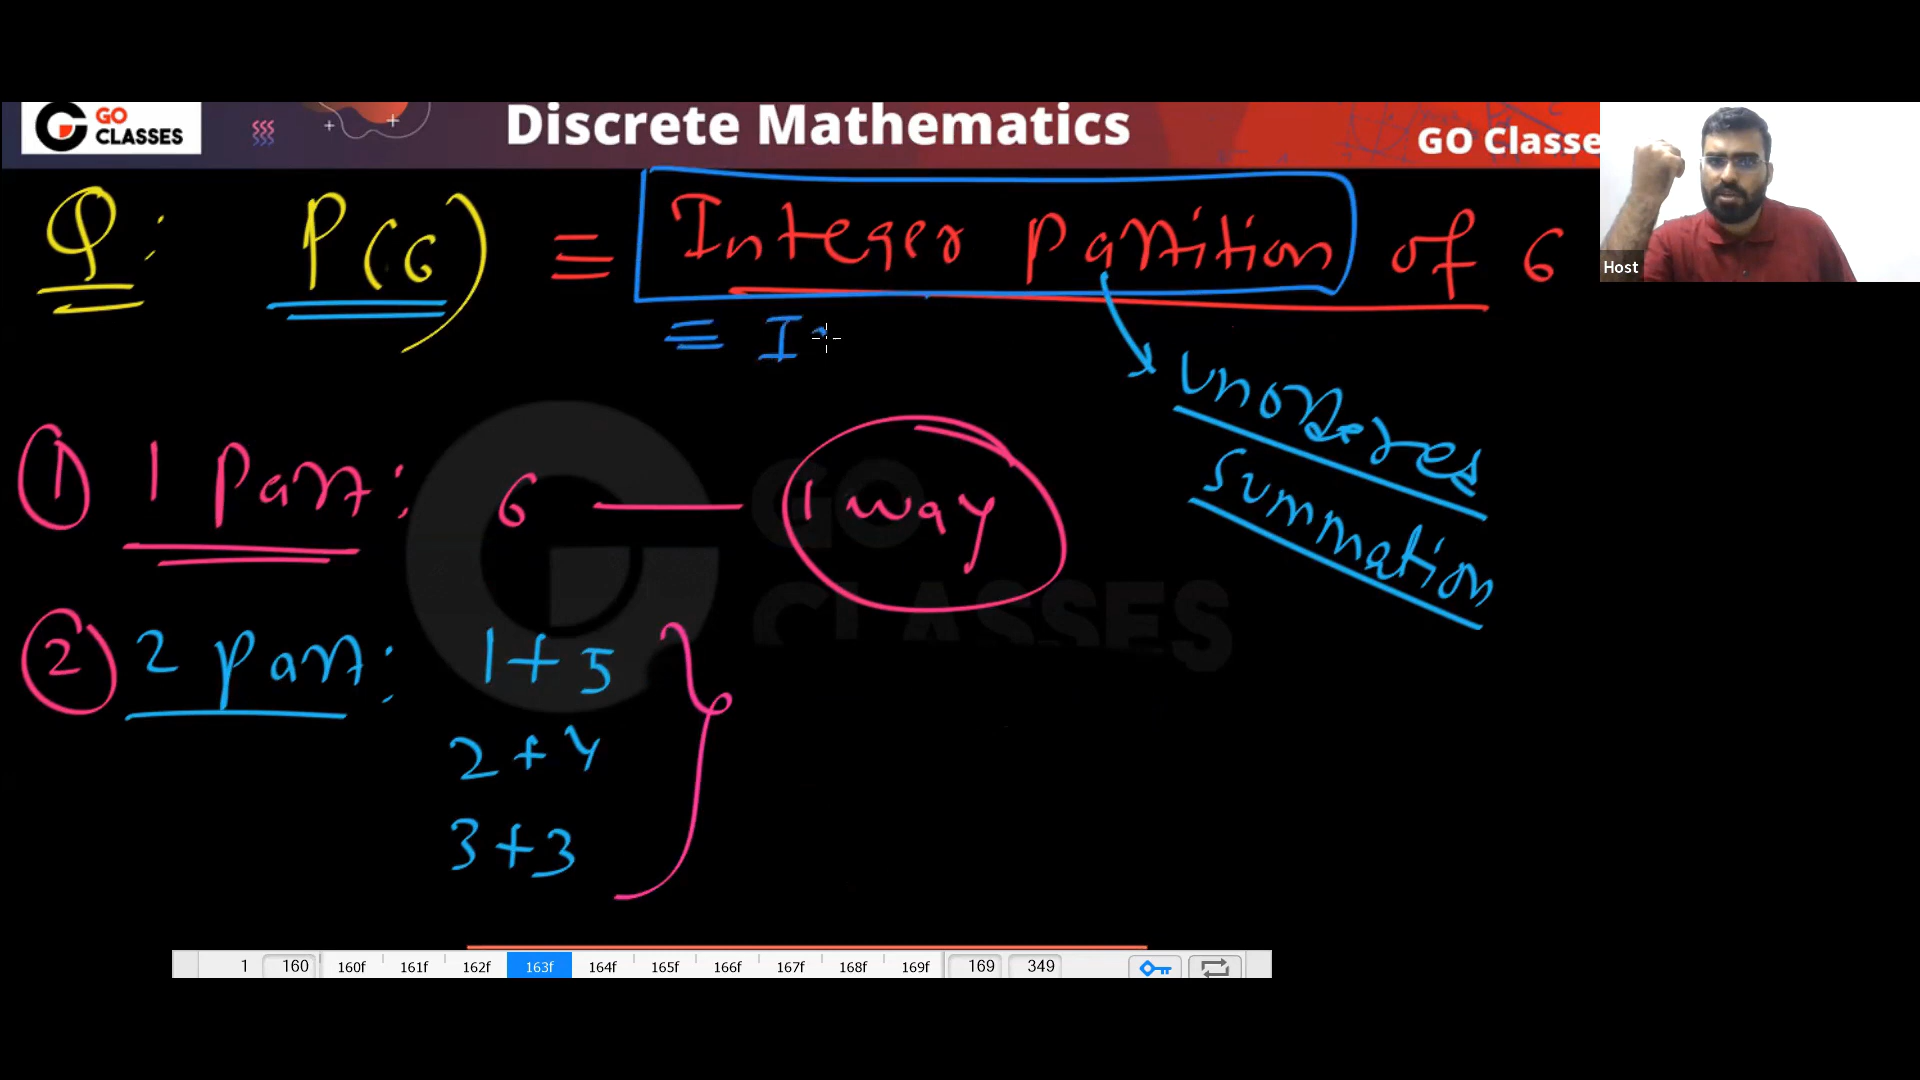 GO CLASSES
Discrete Mathematics
GO Classe
Q: P(6) ≡ Integer Partition of 6
≡ I
unordered
summation
① 1 Part: 6 — 1 way
② 2 Part: 1+5
2+4
3+3
GO
CLASSES
Host
1 160 160f 161f 162f 163f 164f 165f 166f 167f 168f 169f 169 349